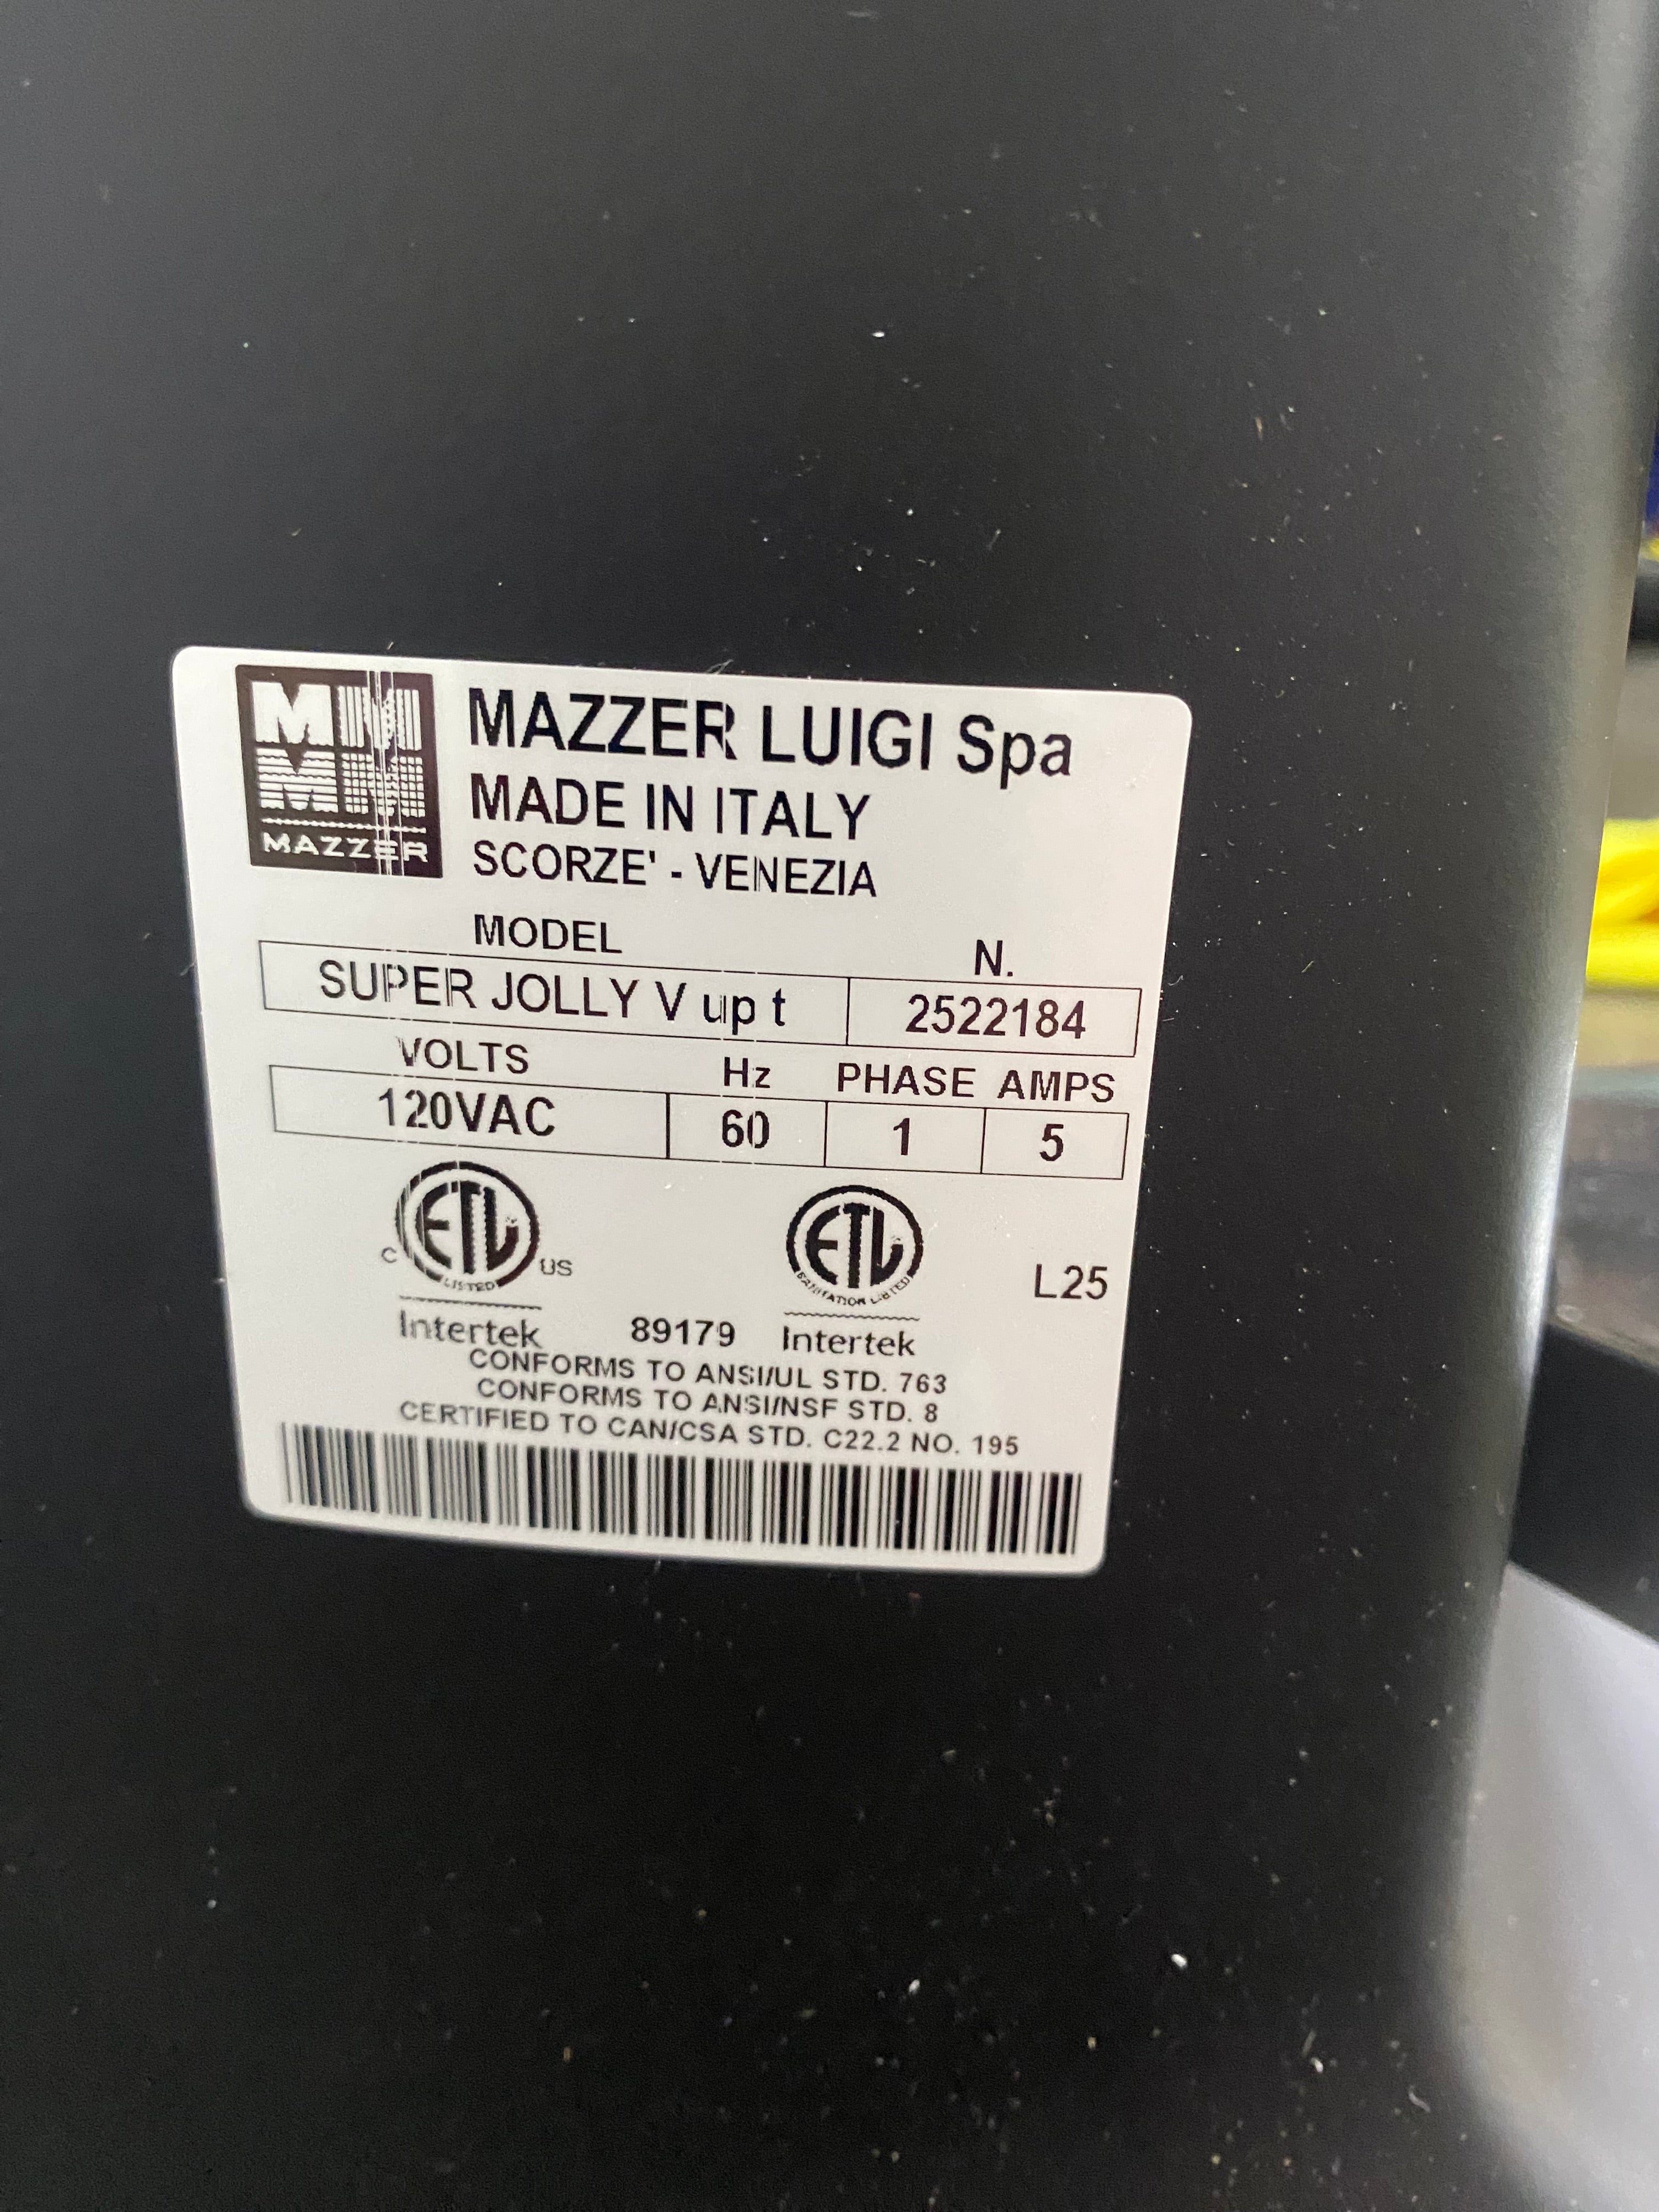 MAZZER
MAZZER LUIGI Spa
MADE IN ITALY
SCORZE' - VENEZIA
MODEL N.
SUPER JOLLY V up t 2522184
VOLTS Hz PHASE AMPS
120VAC 60 1 5
ETL ETL
C US
LISTED SANITATION LISTED
L25
Intertek 89179 Intertek
CONFORMS TO ANSI/UL STD. 763
CONFORMS TO ANSI/NSF STD. 8
CERTIFIED TO CAN/CSA STD. C22.2 NO. 195